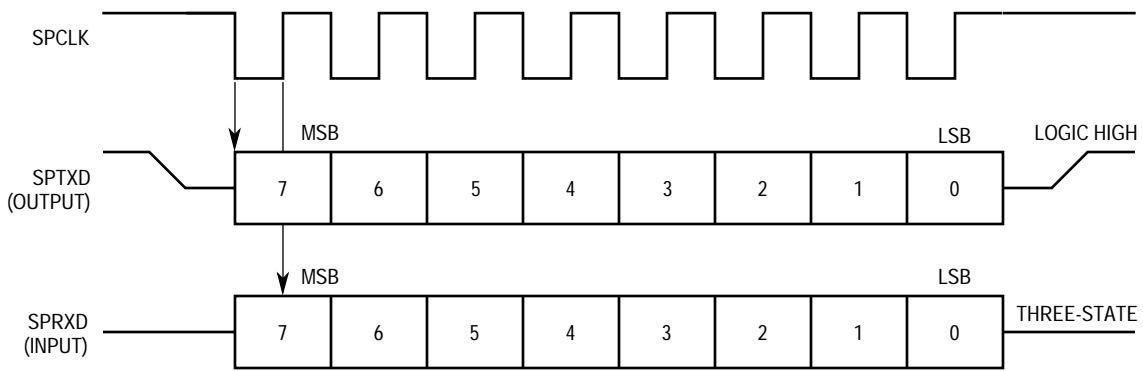 SPCLK
MSB
LSB
LOGIC HIGH
SPTXD
(OUTPUT)
7 6 5 4 3 2 1 0
MSB
LSB
THREE-STATE
SPRXD
(INPUT)
7 6 5 4 3 2 1 0